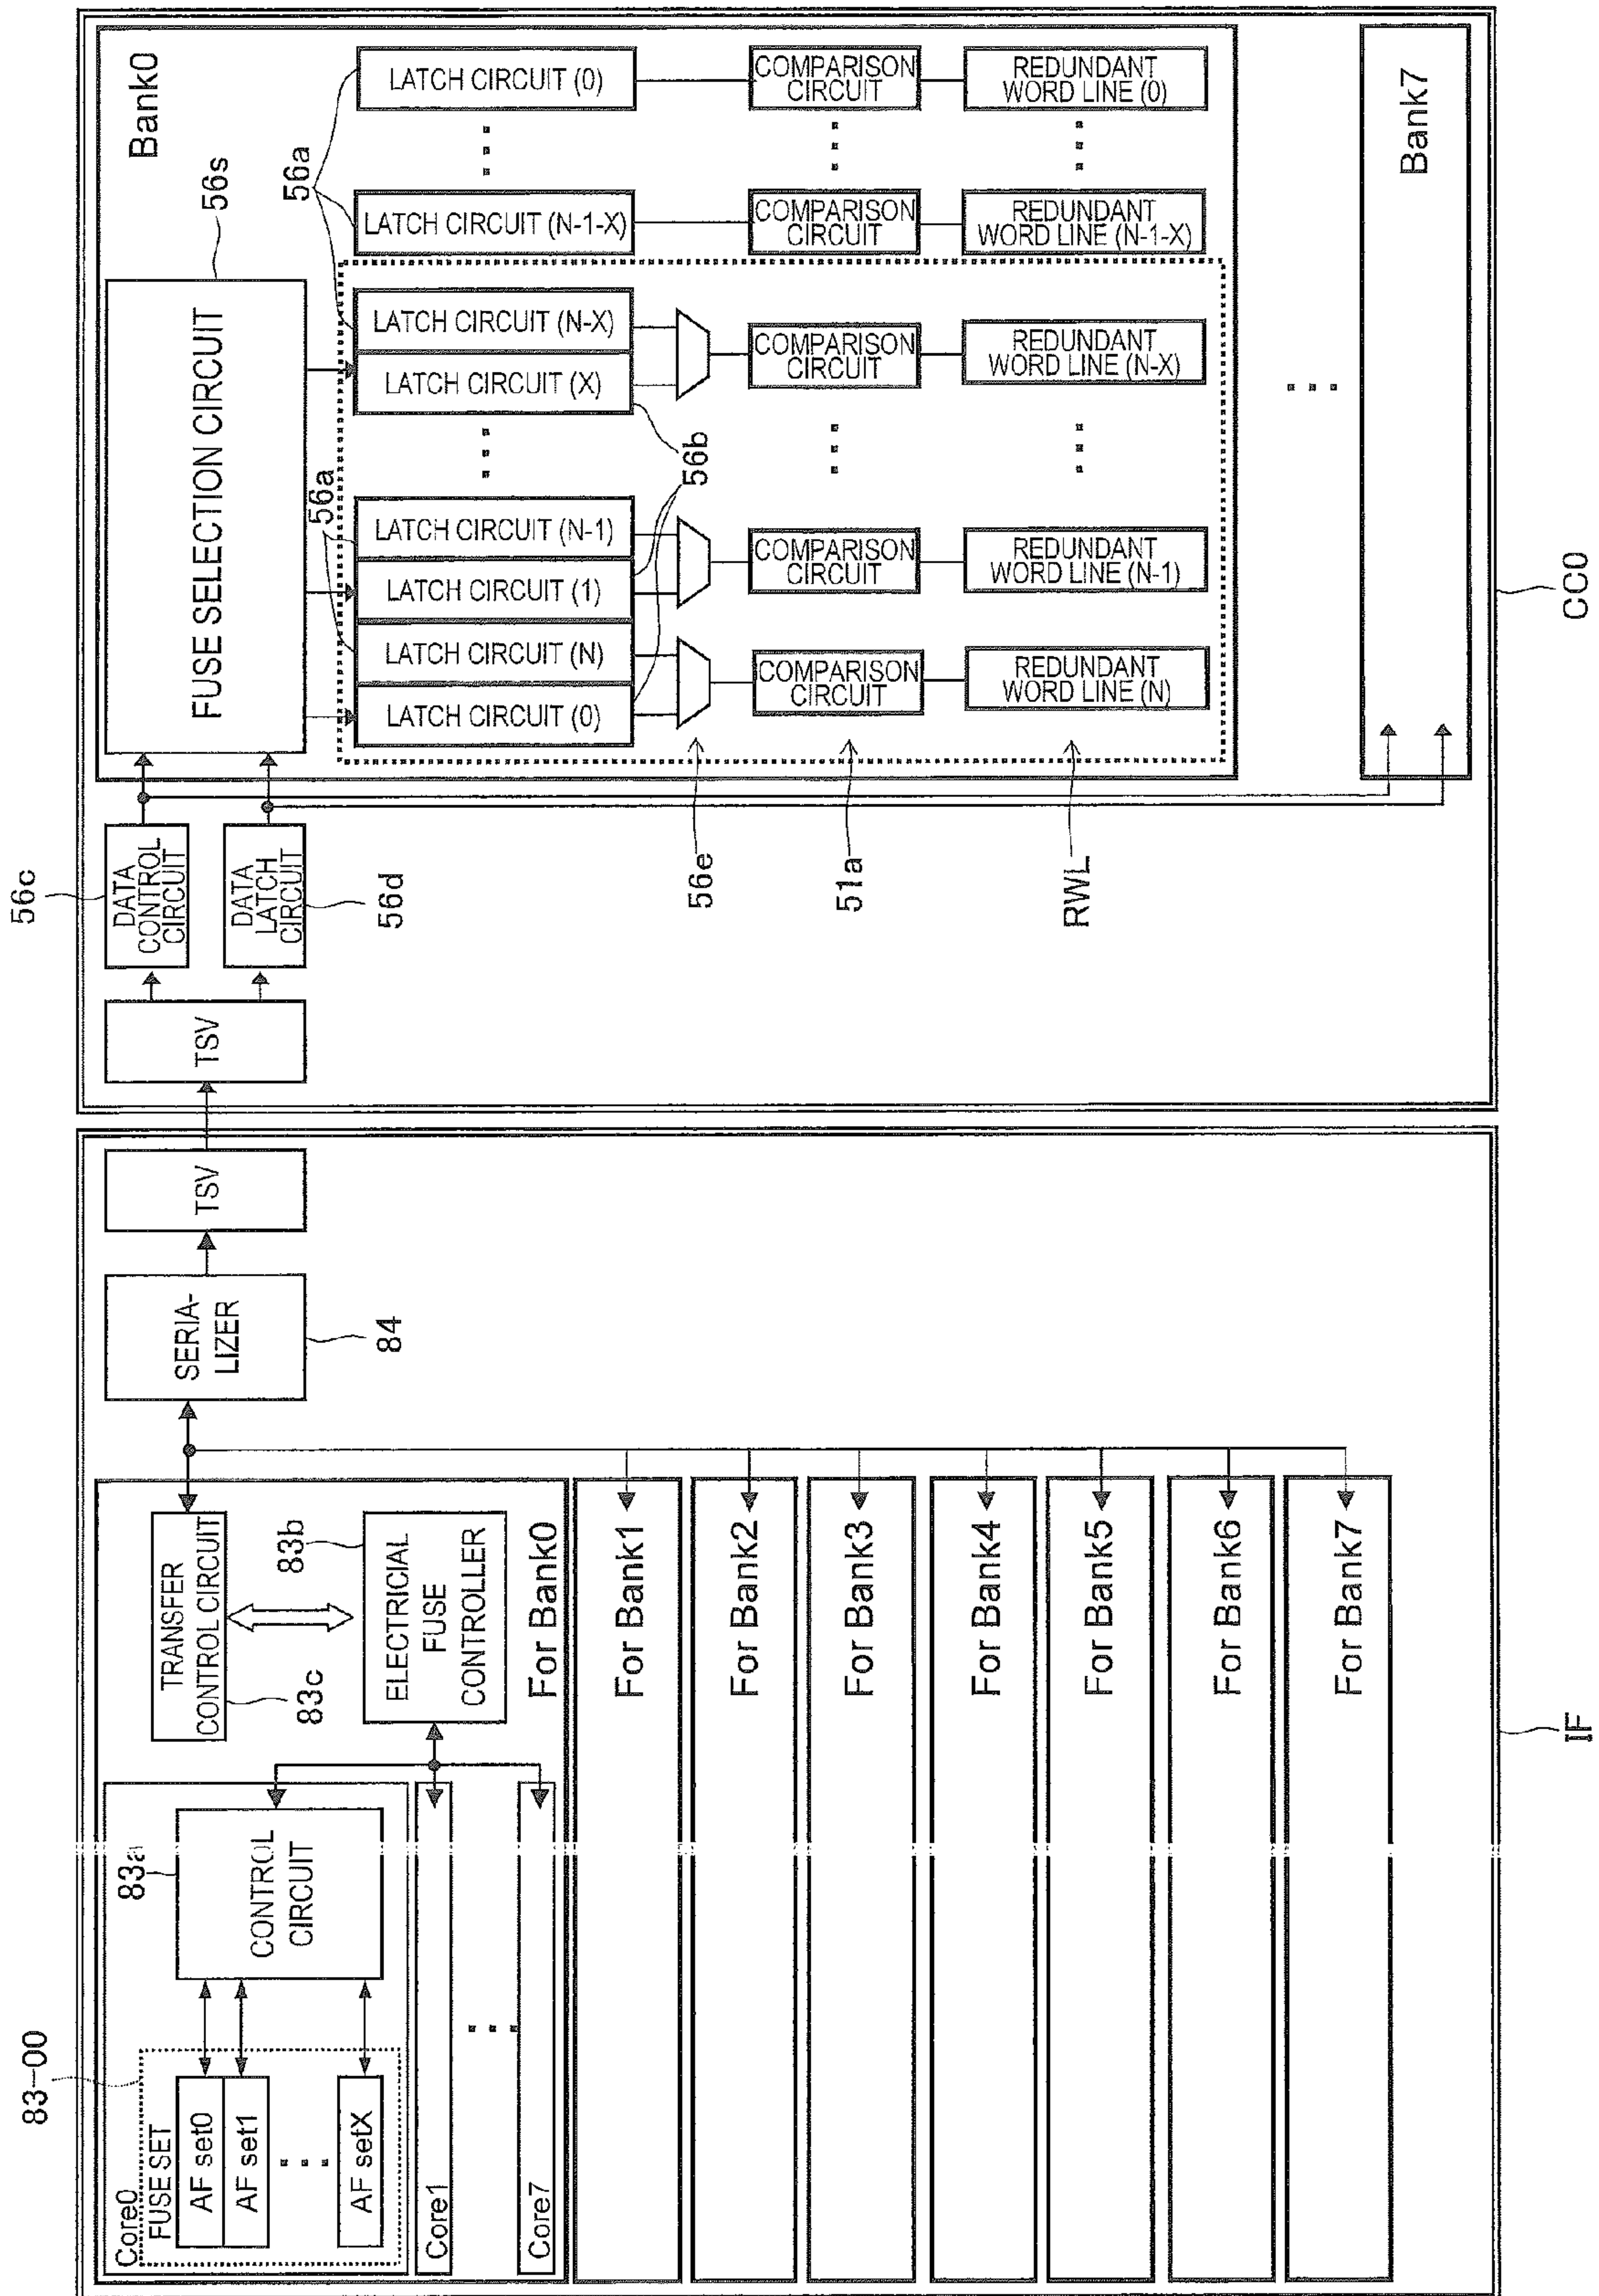 83-00
Core0
FUSE SET
AF set0
AF set1
AF setX
83a
CONTROL
CIRCUIT
Core1
Core7
TRANSFER
CONTROL CIRCUIT
83c
83b
ELECTRICIAL
FUSE
CONTROLLER
For Bank0
For Bank1
For Bank2
For Bank3
For Bank4
For Bank5
For Bank6
For Bank7
SERIA-
LIZER
84
TSV
IF
TSV
56c
DATA
CONTROL
CIRCUIT
DATA
LATCH
CIRCUIT
56d
Bank0
FUSE SELECTION CIRCUIT
56s
56a
56a
56b
LATCH CIRCUIT (0)
LATCH CIRCUIT (N)
LATCH CIRCUIT (1)
LATCH CIRCUIT (N-1)
LATCH CIRCUIT (X)
LATCH CIRCUIT (N-X)
LATCH CIRCUIT (N-1-X)
LATCH CIRCUIT (0)
56e
COMPARISON
CIRCUIT
COMPARISON
CIRCUIT
COMPARISON
CIRCUIT
COMPARISON
CIRCUIT
COMPARISON
CIRCUIT
51a
REDUNDANT
WORD LINE (N)
REDUNDANT
WORD LINE (N-1)
REDUNDANT
WORD LINE (N-X)
REDUNDANT
WORD LINE (N-1-X)
REDUNDANT
WORD LINE (0)
RWL
Bank7
CC0